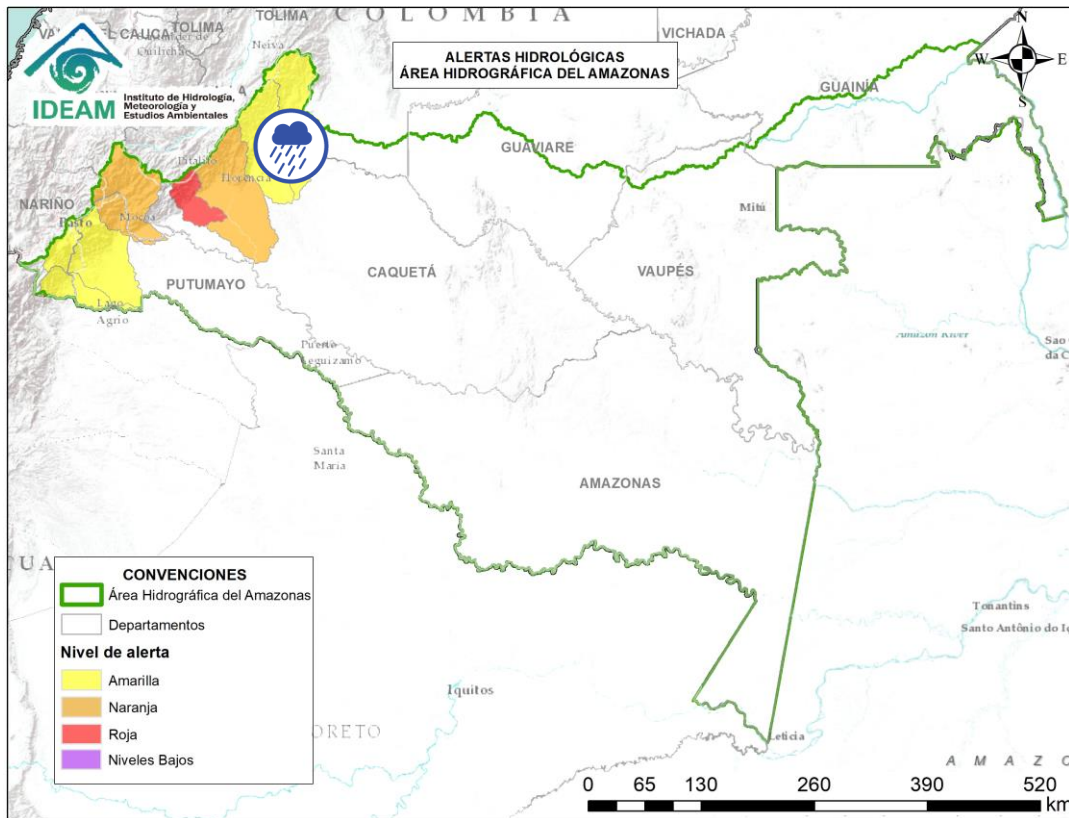 COLOMBIA
TOLIMA
L CAUCA
TOLIMA
Neiva
VICHADA
ALERTAS HIDROLÓGICAS
ÁREA HIDROGRÁFICA DEL AMAZONAS
N
W
E
S
IDEAM
Instituto de Hidrología,
Meteorología y
Estudios Ambientales
GUAINÍA
GUAVIARE
Florencia
NARIÑO
Pasto
Mocoa
Mitú
PUTUMAYO
CAQUETÁ
VAUPÉS
Lago
Agrio
Puerto
Amazon River
Santa
Maria
AMAZONAS
CONVENCIONES
Área Hidrográfica del Amazonas
Departamentos
Nivel de alerta
Amarilla
Naranja
Roja
Niveles Bajos
Tonantins
Santo Antônio do Iç
Iquitos
ORETO
Leticia
A M A Z O
0 65 130 260 390 520
km